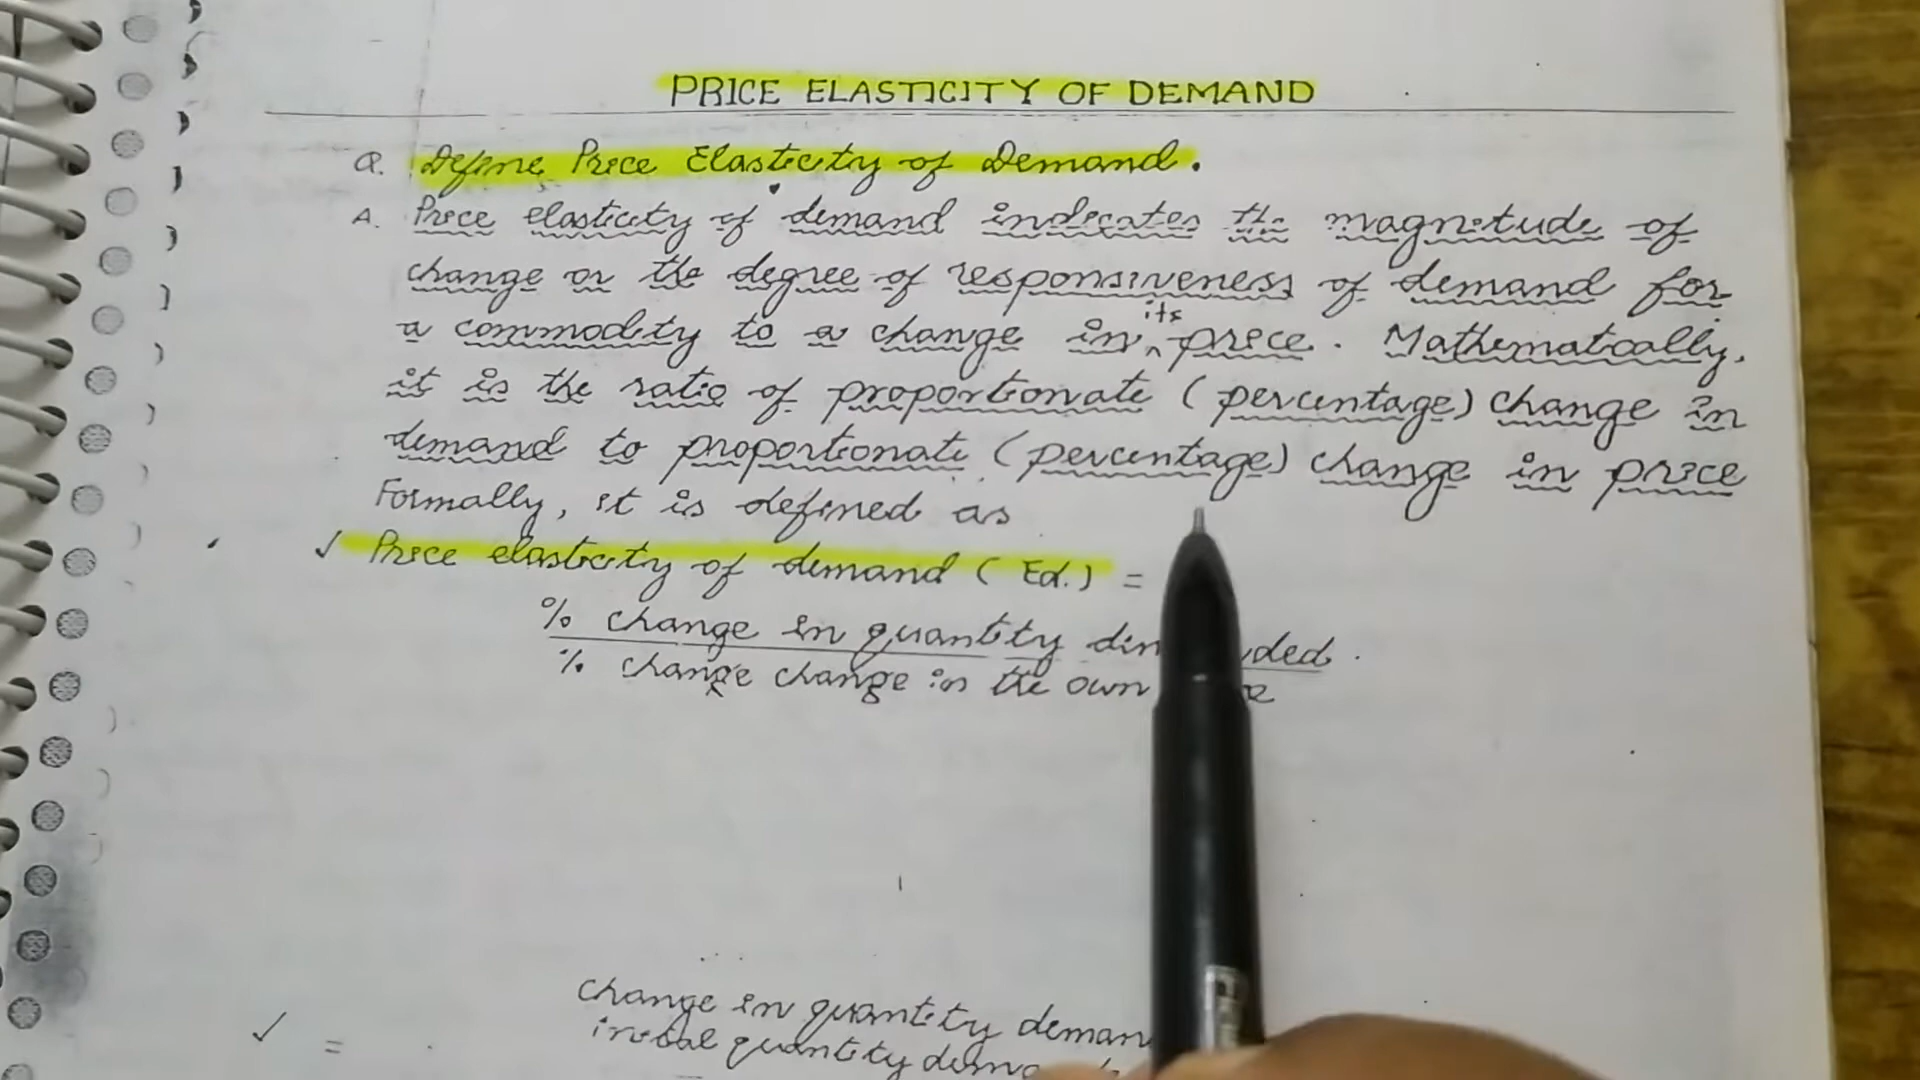 PRICE ELASTICITY OF DEMAND
Q. Define Price Elasticity of Demand.
A. Price elasticity of demand indicates the magnitude of
change or the degree of responsiveness of demand for
a commodity to a change in its price. Mathematically,
it is the ratio of proportionate (percentage) change in
demand to proportionate (percentage) change in price
Formally, it is defined as
✓ Price elasticity of demand (Ed.) =
% change in quantity
% change change in the own
change in quantity
✓ = initial quantity